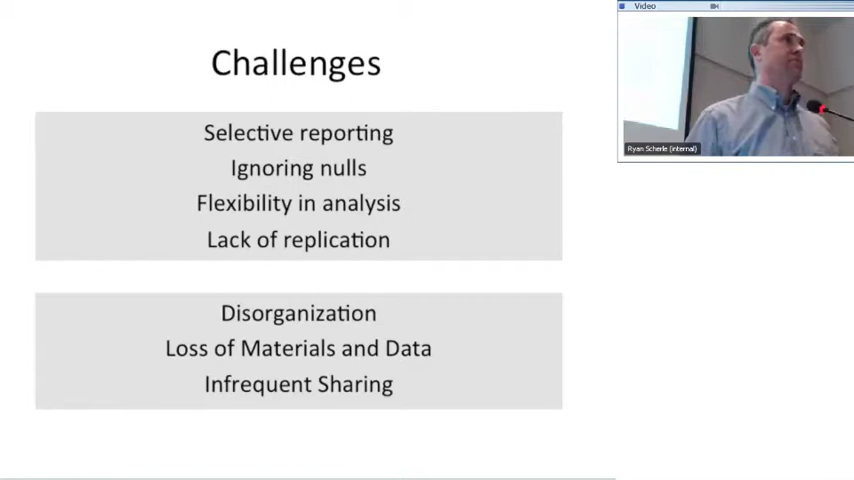 Challenges
Selective reporting
Ignoring nulls
Flexibility in analysis
Lack of replication
Disorganization
Loss of Materials and Data
Infrequent Sharing
Video
Ryan Scherle (internal)